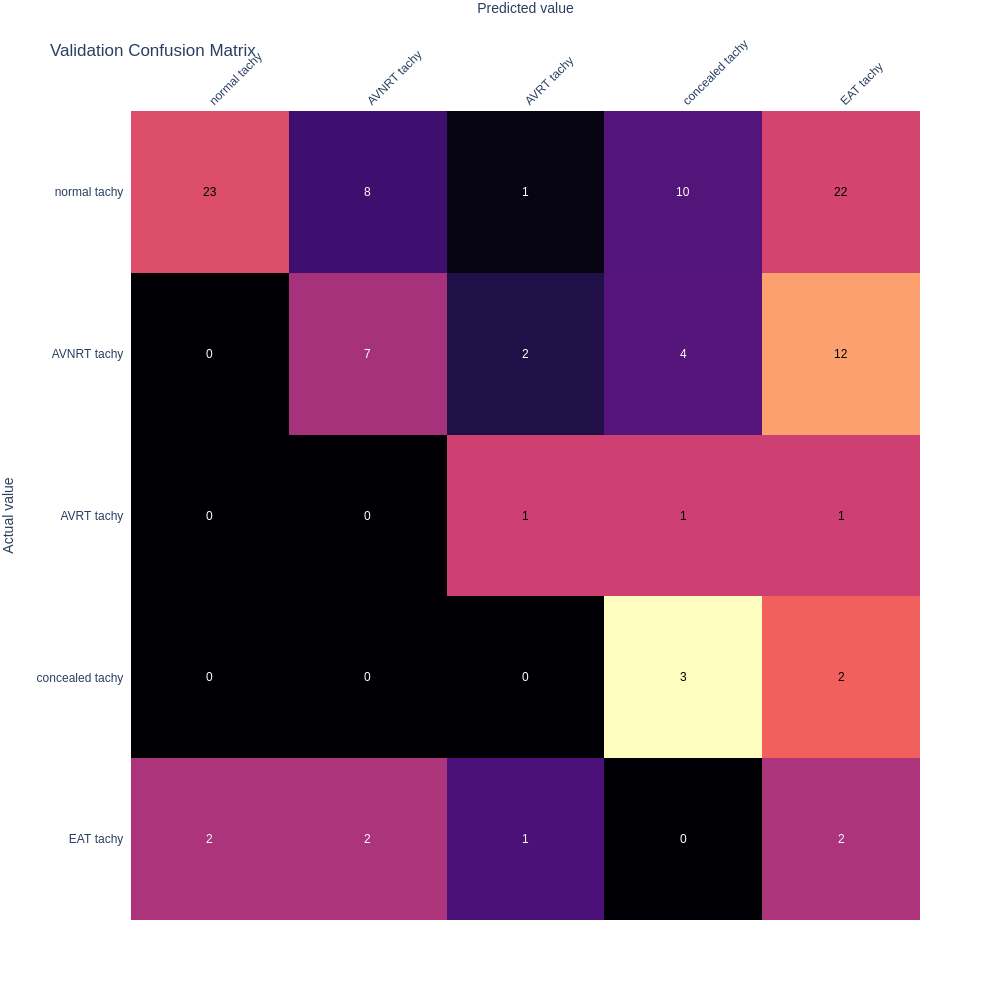 Predicted value
Validation Confusion Matrix
normal tachy
AVNRT tachy
AVRT tachy
concealed tachy
EAT tachy
normal tachy 23 8 1 10 22
AVNRT tachy 0 7 2 4 12
AVRT tachy 0 0 1 1 1
concealed tachy 0 0 0 3 2
EAT tachy 2 2 1 0 2
Actual value